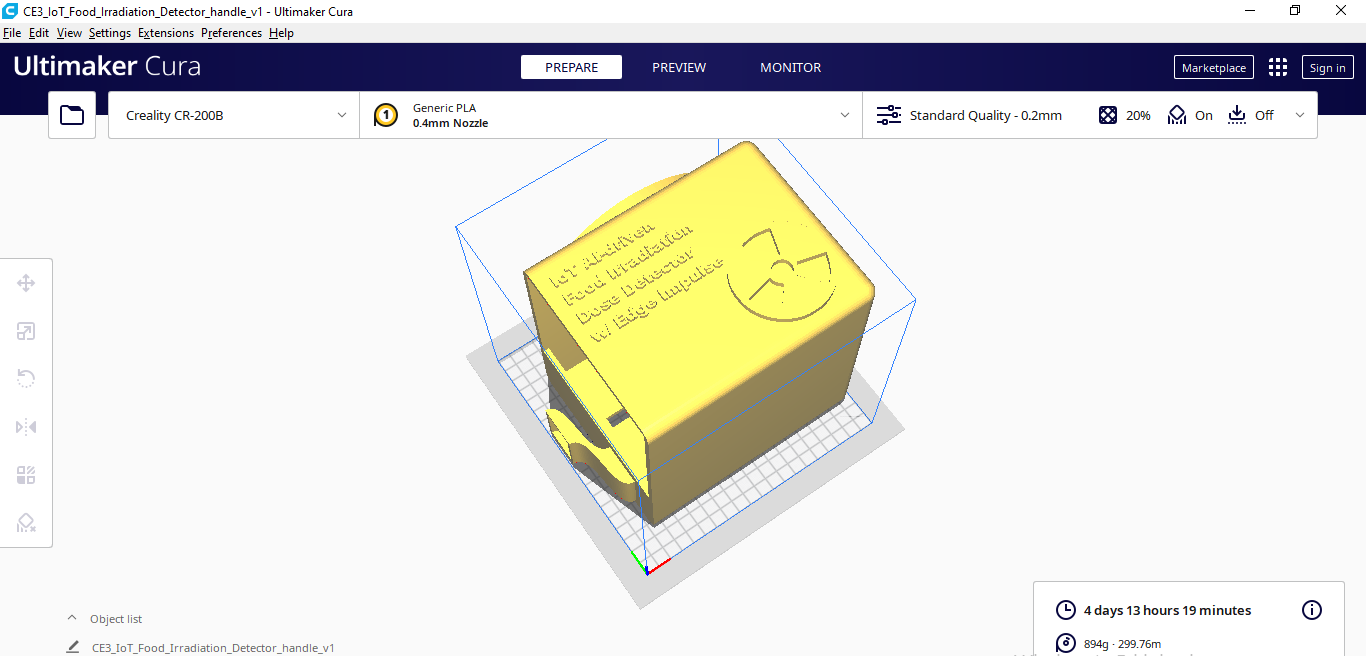 CE3_IoT_Food_Irradiation_Detector_handle_v1 - Ultimaker Cura
File Edit View Settings Extensions Preferences Help
Ultimaker Cura PREPARE PREVIEW MONITOR Marketplace Sign in
Creality CR-200B
1
Generic PLA
0.4mm Nozzle
Standard Quality - 0.2mm 20% On Off
IoT AI-driven
Food Irradiation
Dose Detector
w/ Edge Impulse
4 days 13 hours 19 minutes
894g · 299.76m
Object list
CE3_IoT_Food_Irradiation_Detector_handle_v1